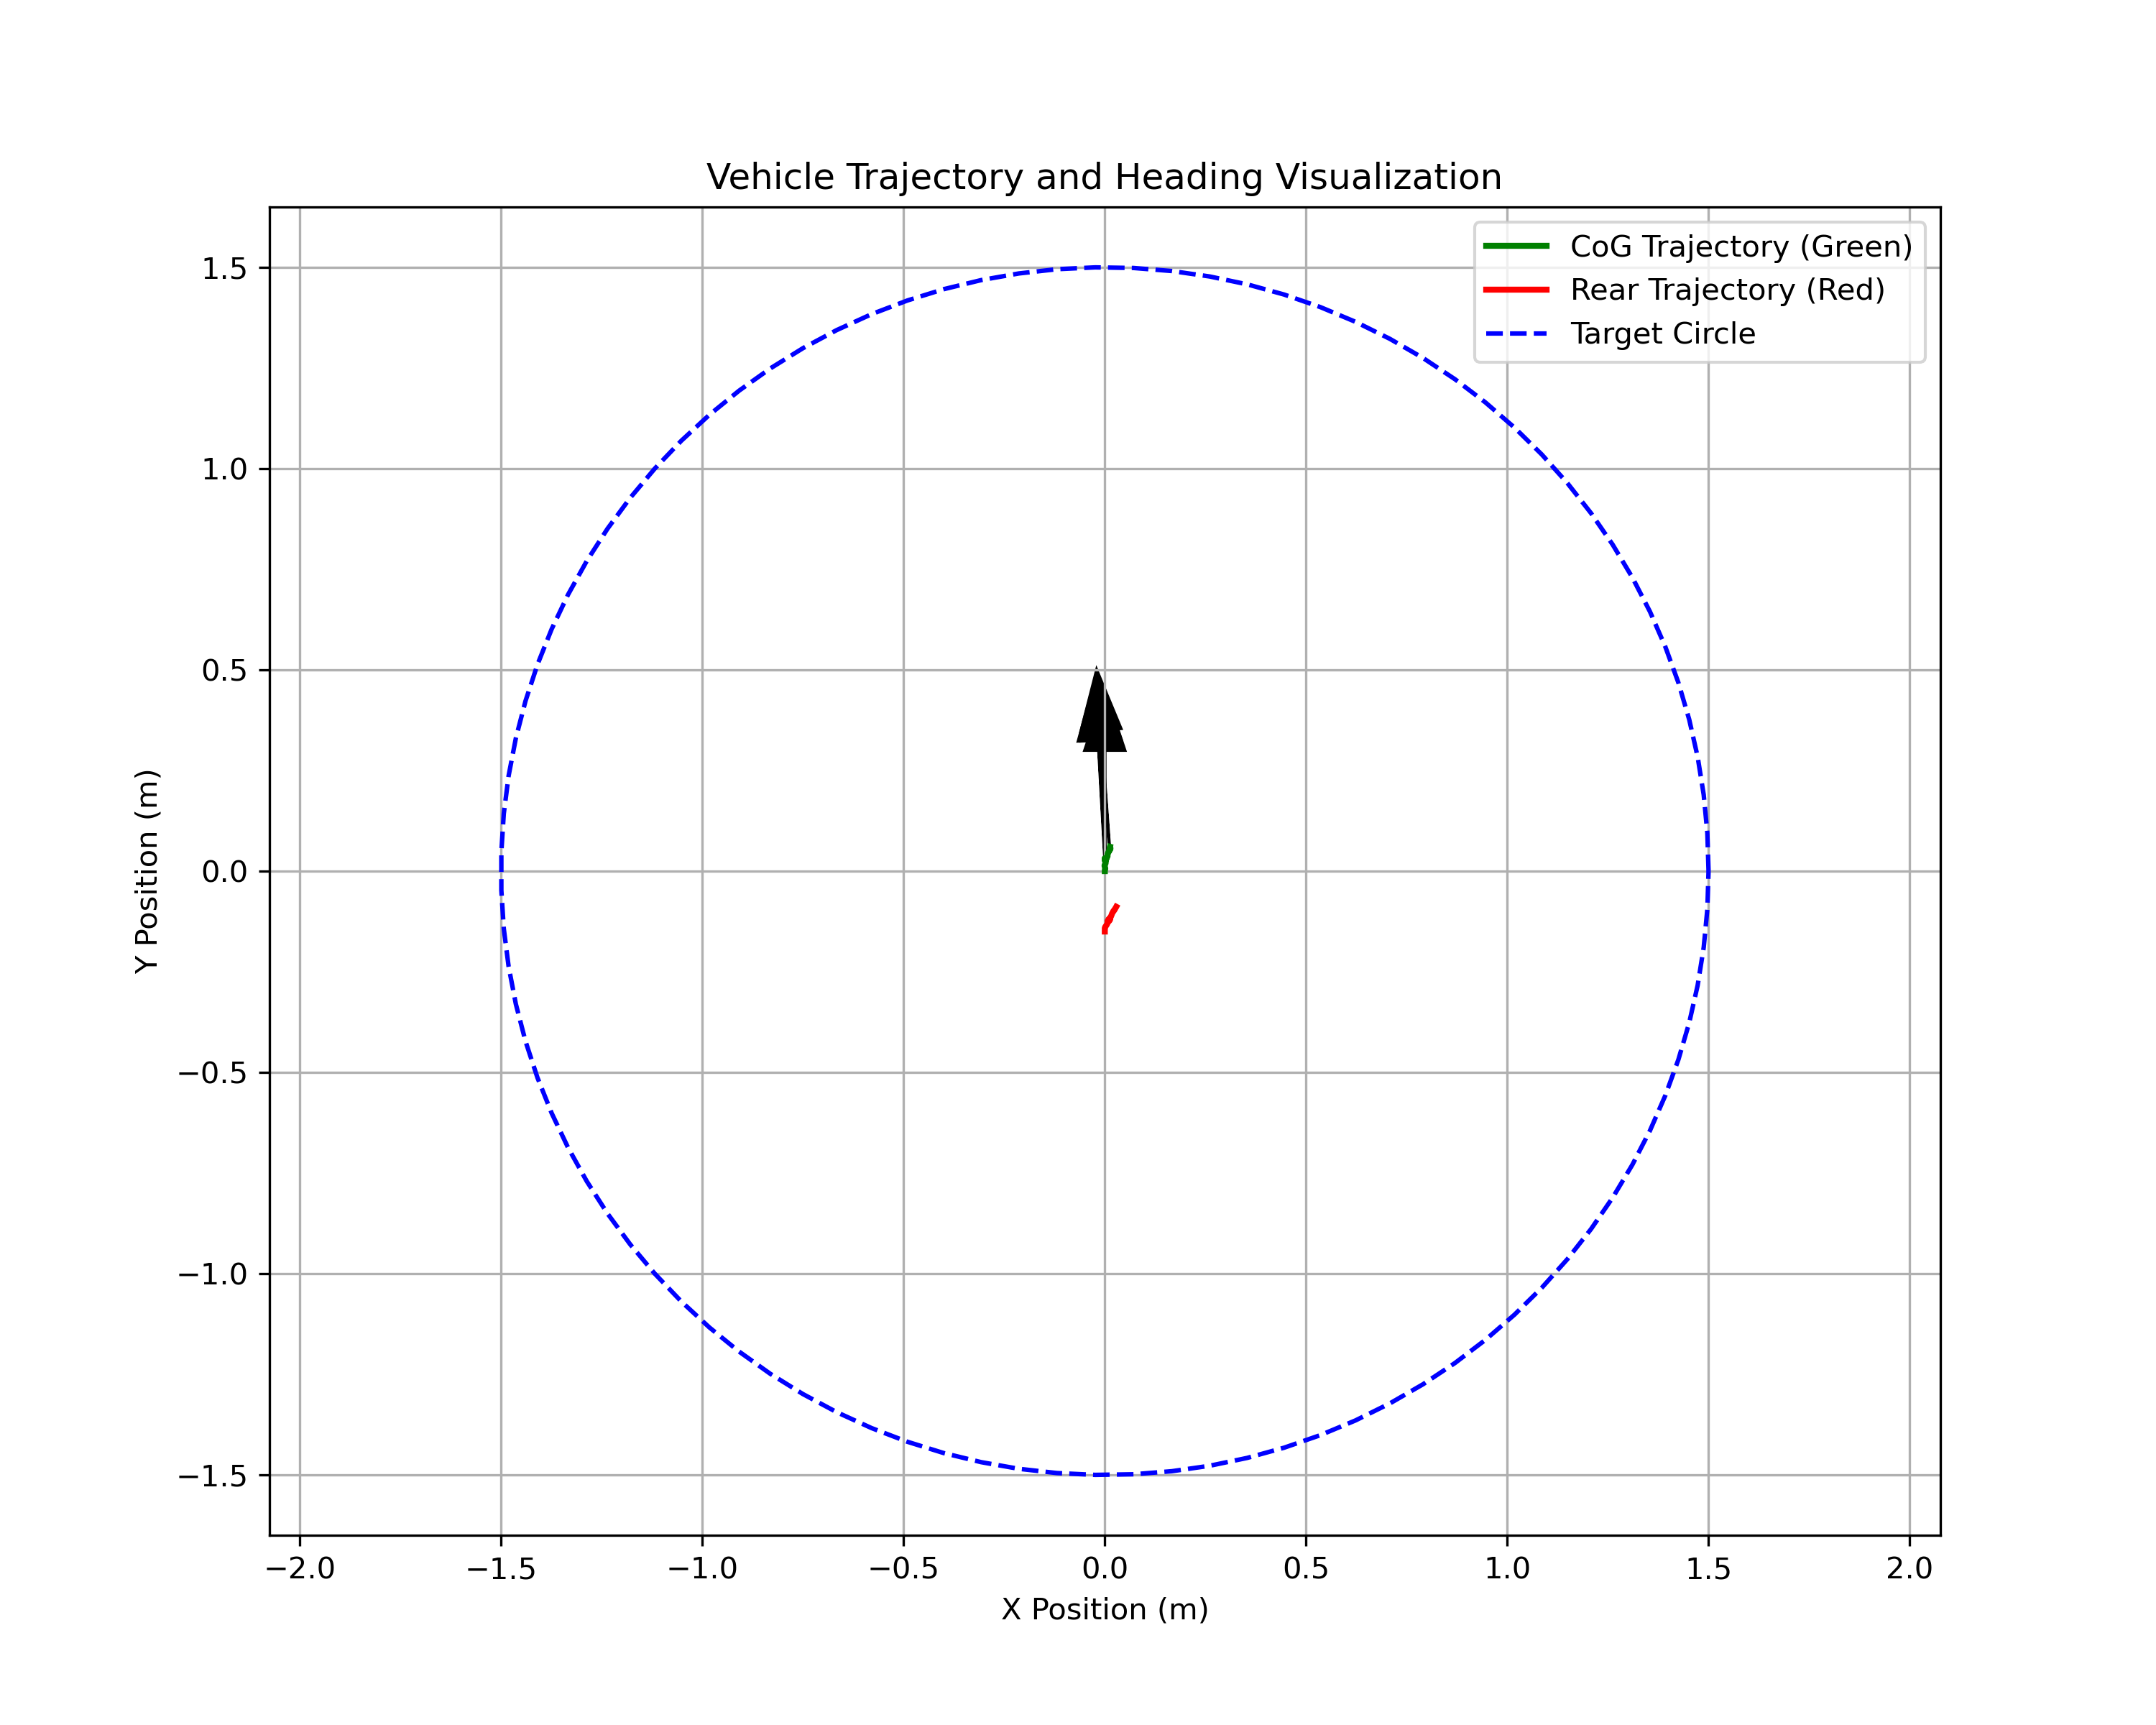 Vehicle Trajectory and Heading Visualization
CoG Trajectory (Green)
Rear Trajectory (Red)
Target Circle
1.5
1.0
0.5
0.0
−0.5
−1.0
−1.5
Y Position (m)
−2.0 −1.5 −1.0 −0.5 0.0 0.5 1.0 1.5 2.0
X Position (m)